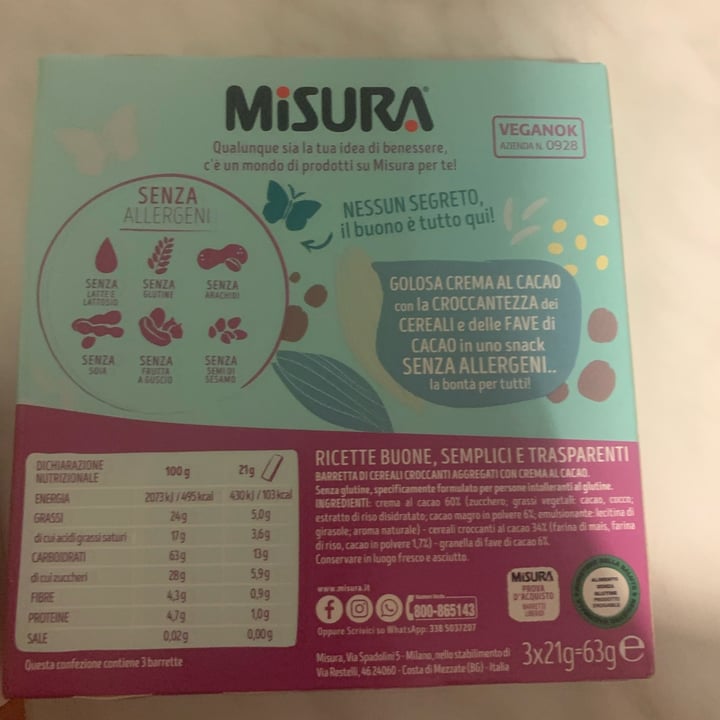 MiSURA
Qualunque sia la tua idea di benessere,
c'è un mondo di prodotti su Misura per te!
VEGANOK
AZIENDA N. 0928
SENZA
ALLERGENI
SENZA
LATTE E
LATTOSIO
SENZA
GLUTINE
SENZA
ARACHIDI
SENZA
SOIA
SENZA
FRUTTA
A GUSCIO
SENZA
SEMI DI
SESAMO
NESSUN SEGRETO,
il buono è tutto qui!
GOLOSA CREMA AL CACAO
con la CROCCANTEZZA dei
CEREALI e delle FAVE di
CACAO in uno snack
SENZA ALLERGENI..
la bontà per tutti!
DICHIARAZIONE
NUTRIZIONALE 100g 21g
ENERGIA 2073 kJ / 495 kcal 430 kJ / 103 kcal
GRASSI 24g 5,0g
di cui acidi grassi saturi 17g 3,6g
CARBOIDRATI 63g 13g
di cui zuccheri 28g 5,9g
FIBRE 4,3g 0,9g
PROTEINE 4,7g 1,0g
SALE 0,02g 0,00g
Questa confezione contiene 3 barrette
RICETTE BUONE, SEMPLICI E TRASPARENTI
BARRETTA DI CEREALI CROCCANTI AGGREGATI CON CREMA AL CACAO.
Senza glutine, specificamente formulato per persone intolleranti al glutine.
INGREDIENTI: crema al cacao 60% (zucchero; grassi vegetali: cacao, cocco;
estratto di riso disidratato; cacao magro in polvere 6%; emulsionante: lecitina di
girasole; aroma naturale) - cereali croccanti al cacao 34% (farina di mais, farina
di riso, cacao in polvere 1,7%) - granella di fave di cacao 6%.
Conservare in luogo fresco e asciutto.
www.misura.it
Numero Verde
800-865143
Oppure Scrivici su WhatsApp: 338 5037207
MiSURA
PROVA
D'ACQUISTO
BARRETTE
ALIMENTO
SENZA
GLUTINE
PRODOTTO
EROGABILE
Misura, Via Spadolini 5 - Milano, nello stabilimento di
Via Restelli, 46 24060 - Costa di Mezzate (BG) - Italia
3x21g=63g e